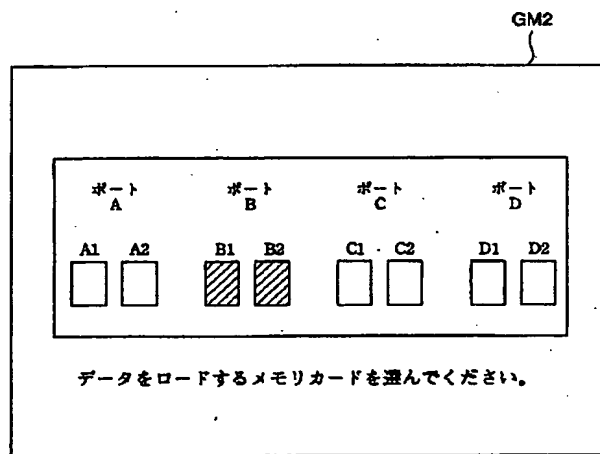 GM2
ポート ポート ポート ポート
A B C D
A1 A2 B1 B2 C1 C2 D1 D2
データをロードするメモリカードを選んでください。